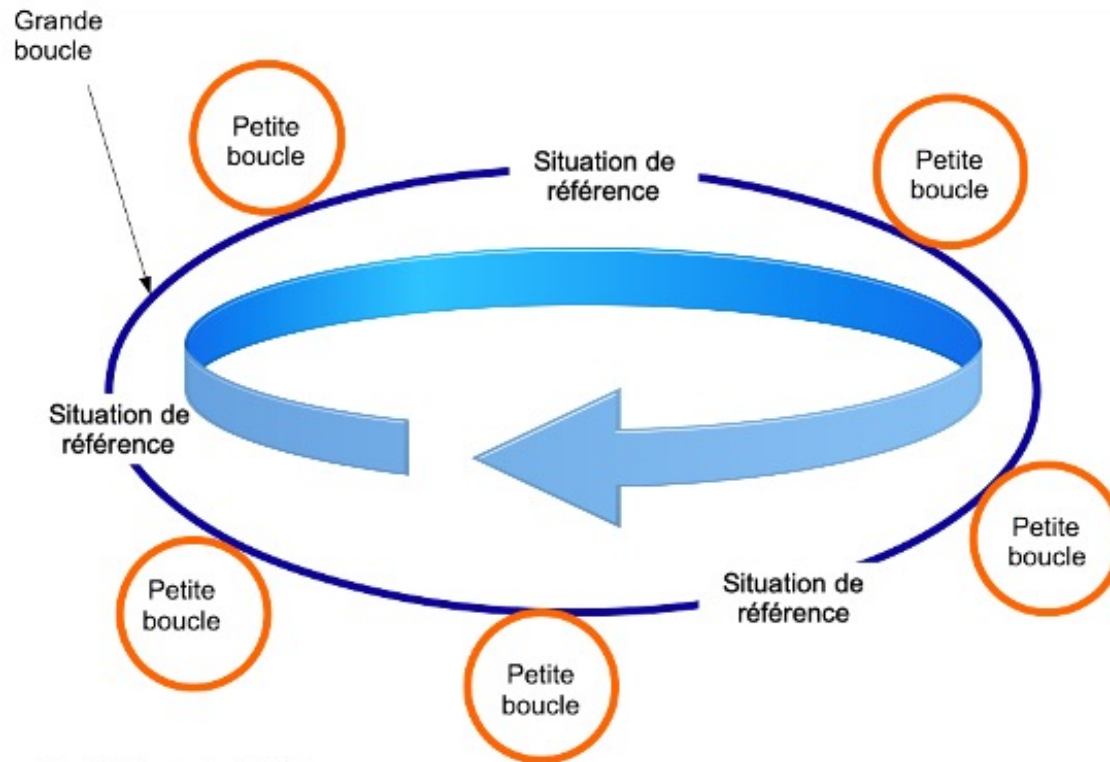 Grande
boucle
Petite
boucle
Situation de
référence
Petite
boucle
Situation de
référence
Petite
boucle
Situation de
référence
Petite
boucle
Petite
boucle